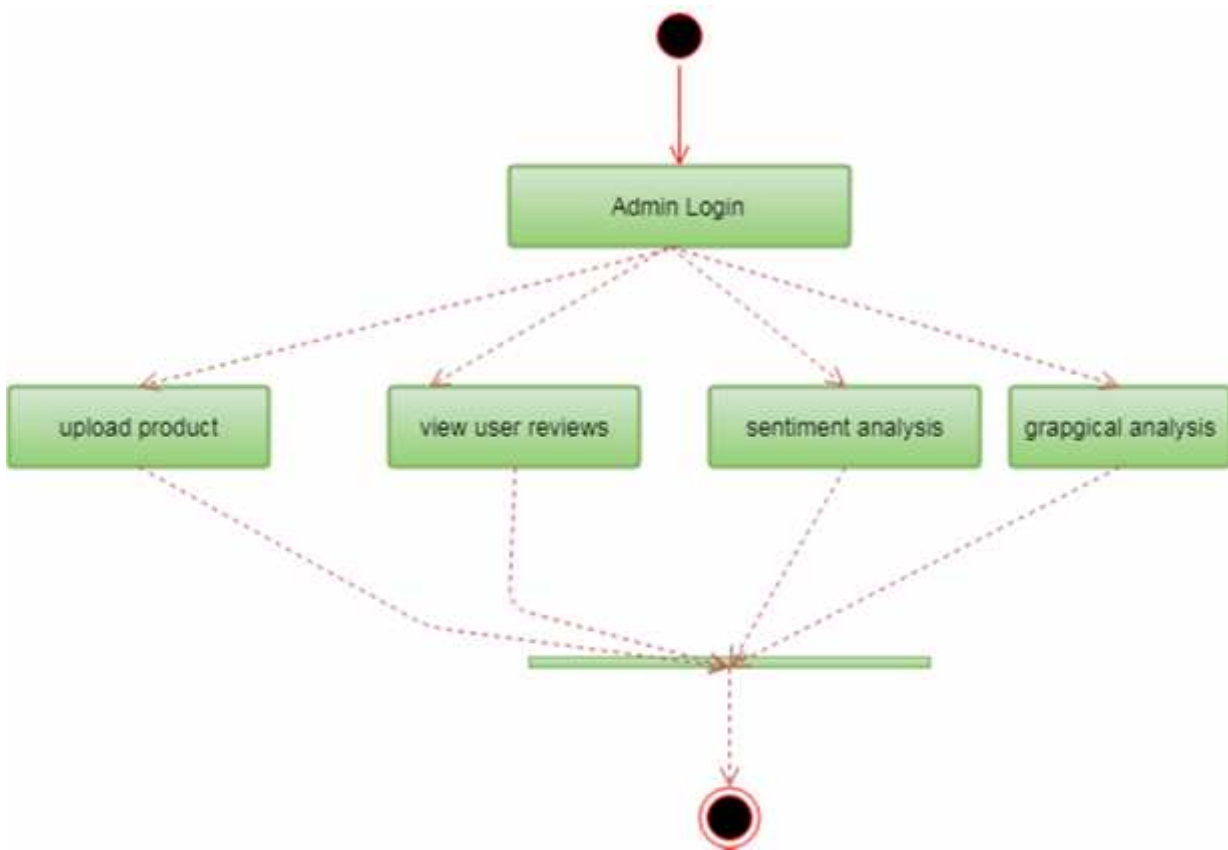 Admin Login
upload product
view user reviews
sentiment analysis
grapgical analysis